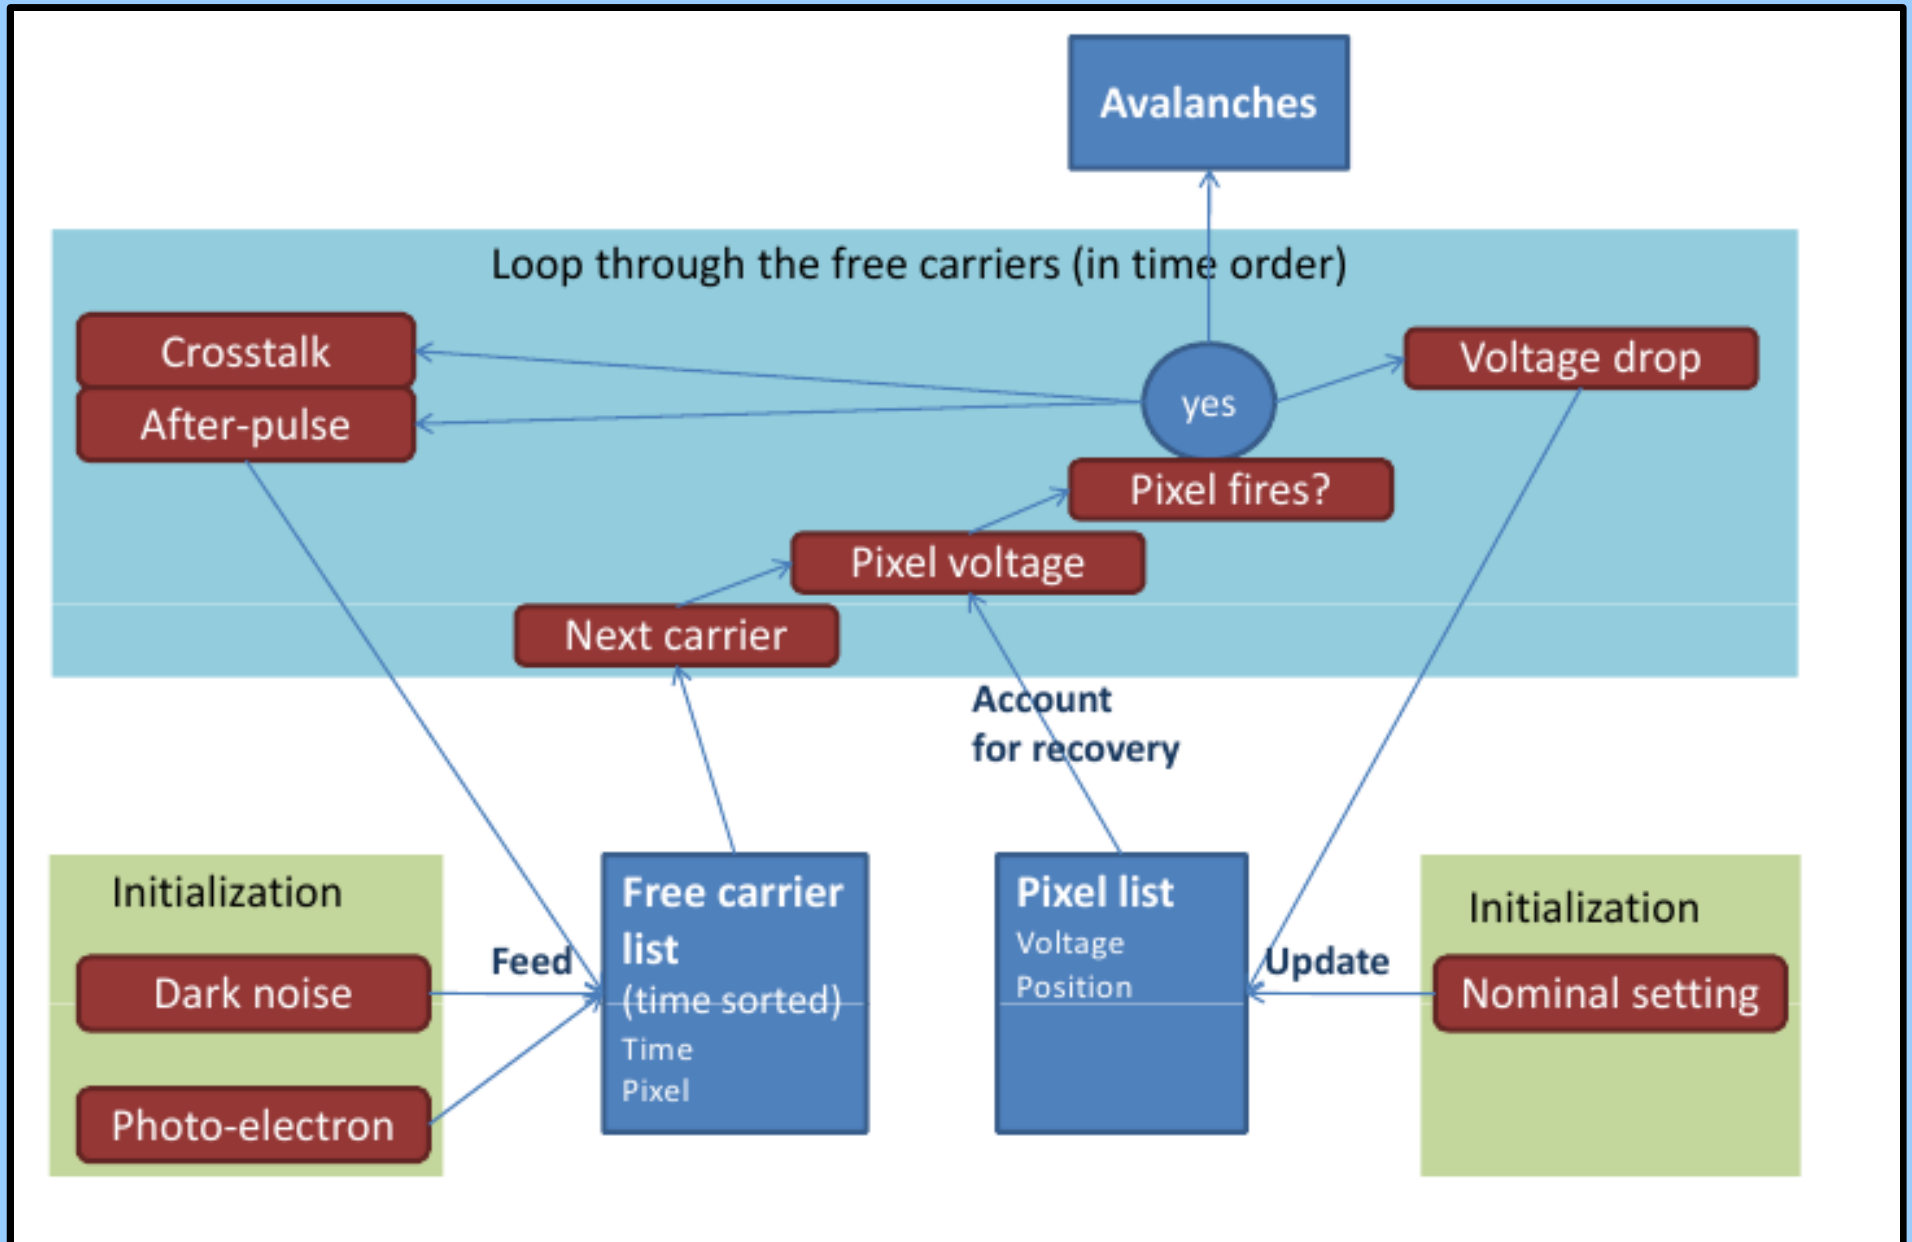 Avalanches
Loop through the free carriers (in time order)
Crosstalk
Voltage drop
yes
After-pulse
Pixel fires?
Pixel voltage
Next carrier
Account
for recovery
Initialization
Free carrier
list
(time sorted)
Time
Pixel
Pixel list
Voltage
Position
Initialization
Feed
Update
Dark noise
Nominal setting
Photo-electron